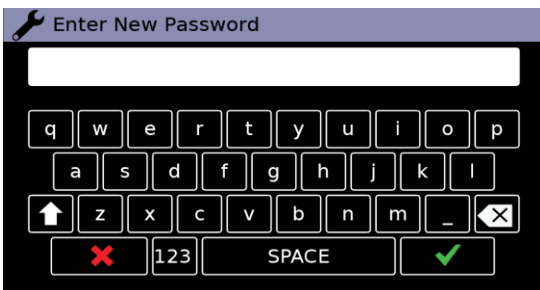 Enter New Password
q w e r t y u i o p
a s d f g h j k l
z x c v b n m _
123 SPACE